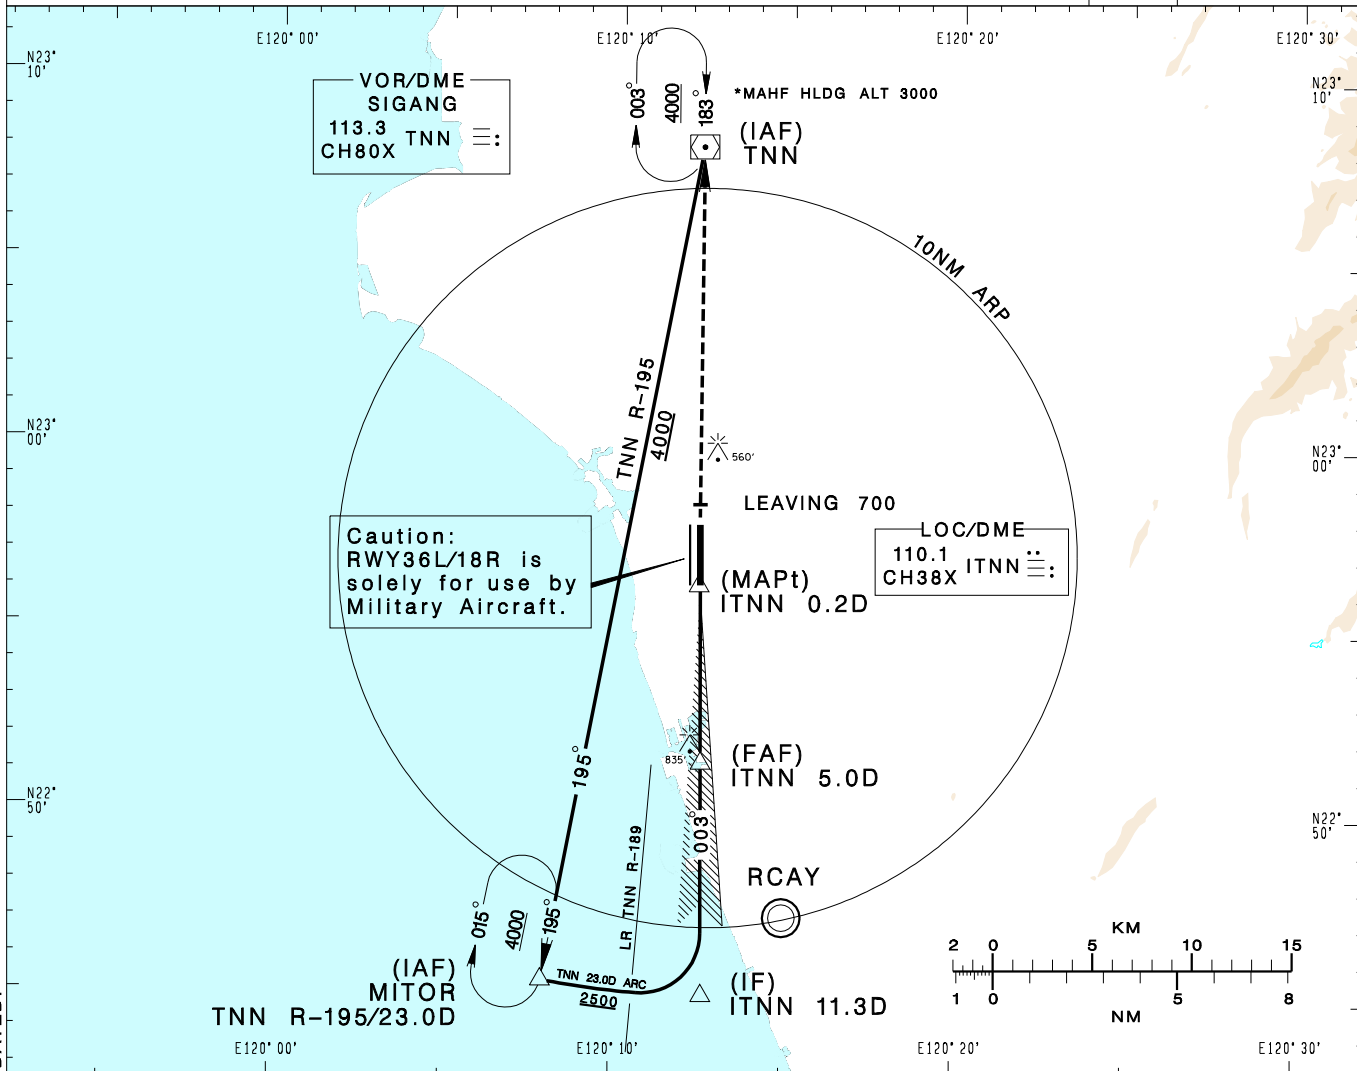 E120° 00'
E120° 10'
E120° 20'
E120° 30'
N23°
10'
N23°
10'
VOR/DME
SIGANG
113.3
CH80X
TNN
003°
4000
183°
*MAHF HLDG ALT 3000
(IAF)
TNN
10NM ARP
TNN R-195
4000
N23°
00'
N23°
00'
560'
LEAVING 700
Caution:
RWY36L/18R is
solely for use by
Military Aircraft.
LOC/DME
110.1
CH38X
ITNN
(MAPt)
ITNN 0.2D
195°
835'
(FAF)
ITNN 5.0D
N22°
50'
N22°
50'
003°
LR TNN R-189
RCAY
015°
4000
195°
(IAF)
MITOR
TNN R-195/23.0D
TNN 23.0D ARC
2500
(IF)
ITNN 11.3D
KM
2 0 5 10 15
1 0 5 8
NM
E120° 00'
E120° 10'
E120° 20'
E120° 30'